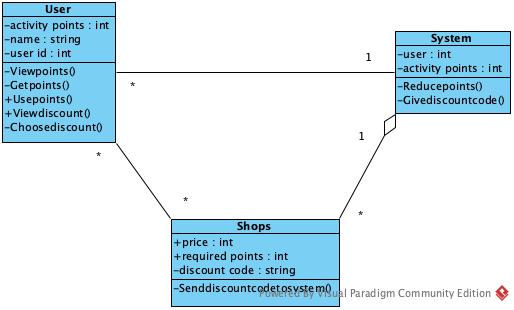 User
-activity points : int
-name : string
-user id : int
-Viewpoints()
-Getpoints()
+Usepoints()
+Viewdiscount()
-Choosediscount()
System
-user : int
-activity points : int
-Reducepoints()
-Givediscountcode()
1
*
*
*
1
*
Shops
+price : int
+required points : int
-discount code : string
-Senddiscountcodetosystem()
Powered By Visual Paradigm Community Edition